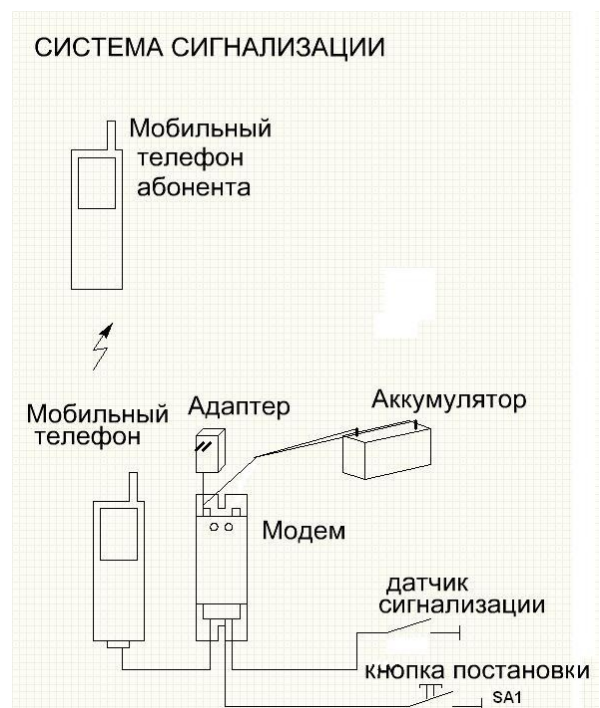 СИСТЕМА СИГНАЛИЗАЦИИ
Мобильный
телефон
абонента
Мобильный
телефон
Адаптер
Аккумулятор
Модем
датчик
сигнализации
кнопка постановки
SA1